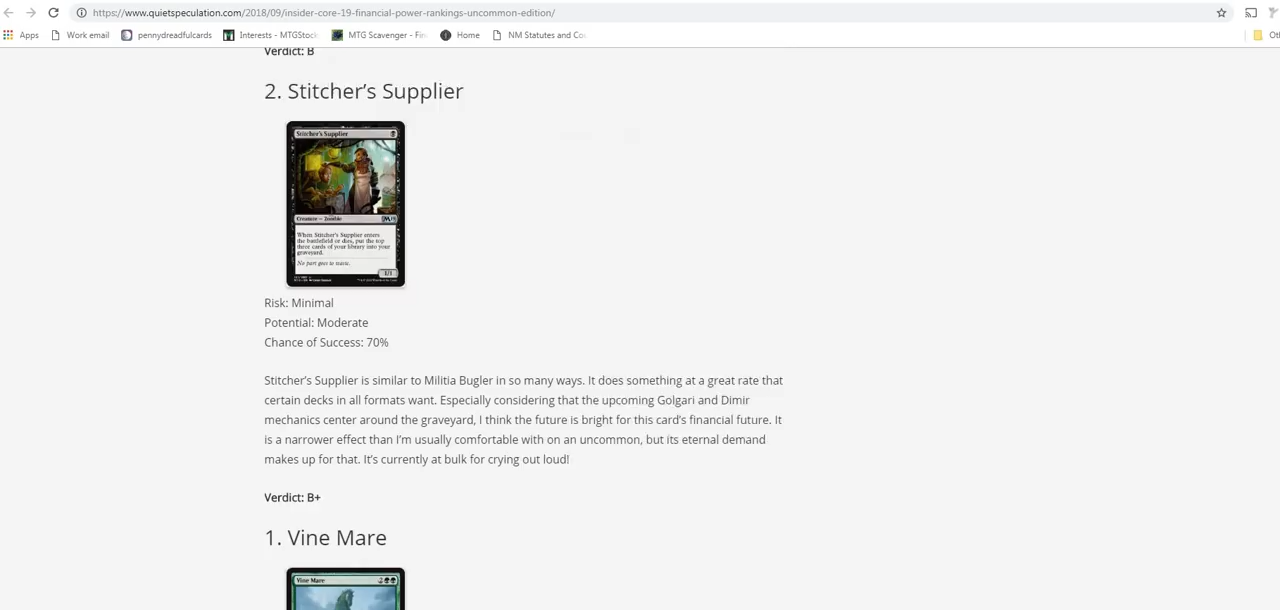 https://www.quietspeculation.com/2018/09/insider-core-19-financial-power-rankings-uncommon-edition/
Apps Work email pennydreadfulcards Interests - MTGStock MTG Scavenger - Fin Home NM Statutes and Co Ot
Verdict: B
2. Stitcher's Supplier
Stitcher's Supplier
Creature — Zombie M19
When Stitcher's Supplier enters
the battlefield or dies, put the top
three cards of your library into your
graveyard.
No part goes to waste.
1/1
Risk: Minimal
Potential: Moderate
Chance of Success: 70%
Stitcher's Supplier is similar to Militia Bugler in so many ways. It does something at a great rate that
certain decks in all formats want. Especially considering that the upcoming Golgari and Dimir
mechanics center around the graveyard, I think the future is bright for this card's financial future. It
is a narrower effect than I'm usually comfortable with on an uncommon, but its eternal demand
makes up for that. It's currently at bulk for crying out loud!
Verdict: B+
1. Vine Mare
Vine Mare 2